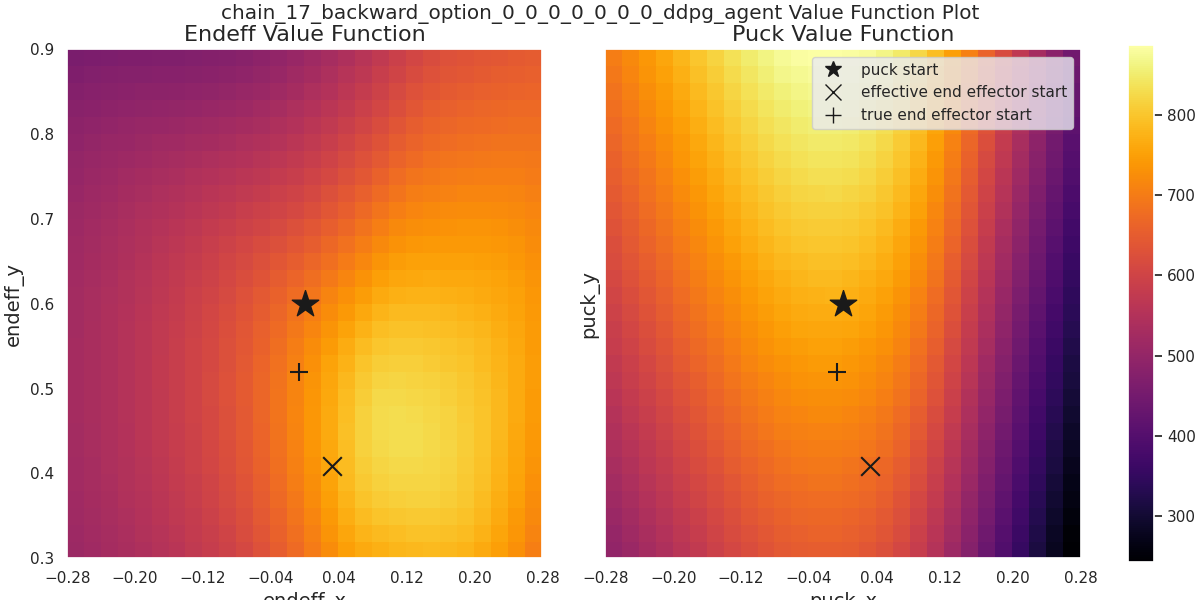 chain_17_backward_option_0_0_0_0_0_0_0_ddpg_agent Value Function Plot
Endeff Value Function
Puck Value Function
puck start
effective end effector start
true end effector start
endeff_y
0.9
0.8
0.7
0.6
0.5
0.4
0.3
−0.28 −0.20 −0.12 −0.04 0.04 0.12 0.20 0.28
endeff_x
puck_y
−0.28 −0.20 −0.12 −0.04 0.04 0.12 0.20 0.28
puck_x
800
700
600
500
400
300